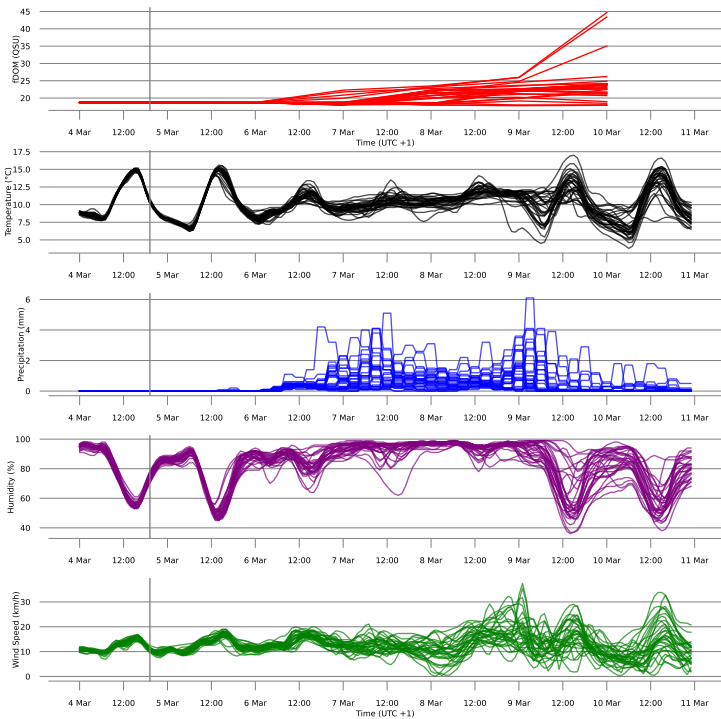 fDOM (QSU)
45
40
35
30
25
20
4 Mar 12:00 5 Mar 12:00 6 Mar 12:00 7 Mar 12:00 8 Mar 12:00 9 Mar 12:00 10 Mar 12:00 11 Mar
Time (UTC +1)
Temperature (°C)
17.5
15.0
12.5
10.0
7.5
5.0
4 Mar 12:00 5 Mar 12:00 6 Mar 12:00 7 Mar 12:00 8 Mar 12:00 9 Mar 12:00 10 Mar 12:00 11 Mar
Precipitation (mm)
6
4
2
0
4 Mar 12:00 5 Mar 12:00 6 Mar 12:00 7 Mar 12:00 8 Mar 12:00 9 Mar 12:00 10 Mar 12:00 11 Mar
Humidity (%)
100
80
60
40
4 Mar 12:00 5 Mar 12:00 6 Mar 12:00 7 Mar 12:00 8 Mar 12:00 9 Mar 12:00 10 Mar 12:00 11 Mar
Wind Speed (km/h)
30
20
10
0
4 Mar 12:00 5 Mar 12:00 6 Mar 12:00 7 Mar 12:00 8 Mar 12:00 9 Mar 12:00 10 Mar 12:00 11 Mar
Time (UTC +1)